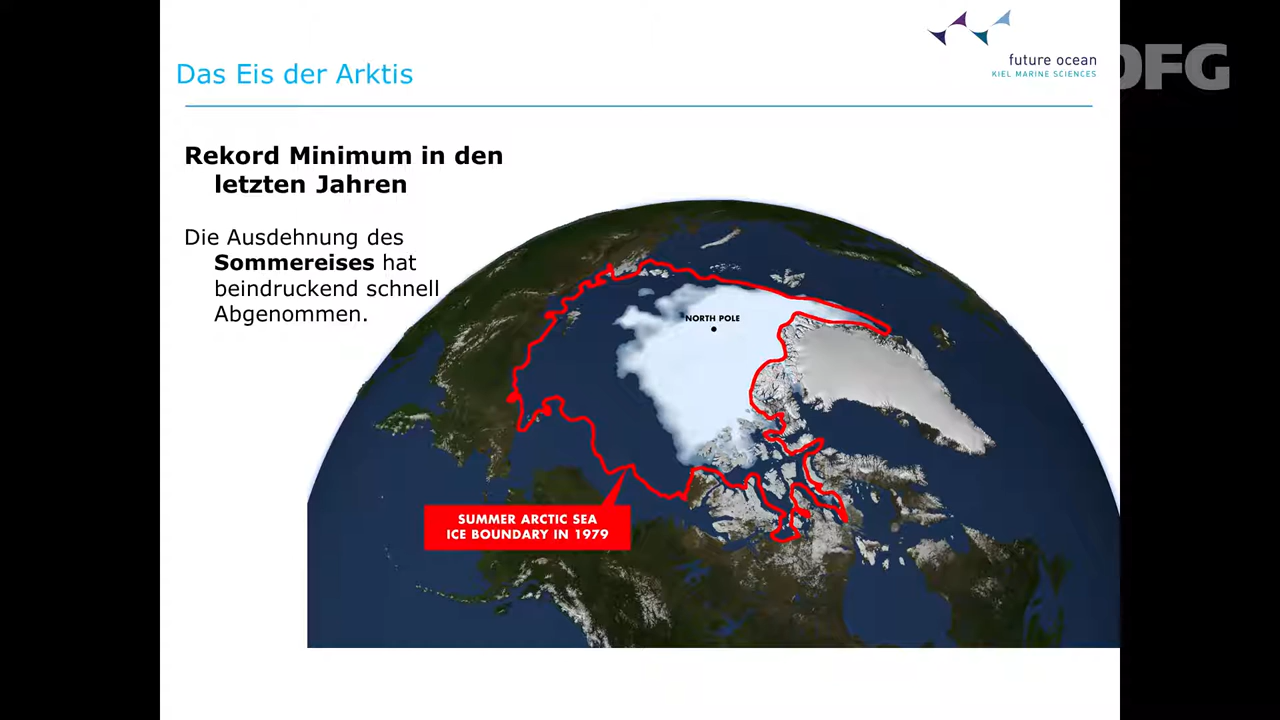 future ocean
KIEL MARINE SCIENCES
DFG
Das Eis der Arktis
Rekord Minimum in den
letzten Jahren
Die Ausdehnung des
Sommereises hat
beindruckend schnell
Abgenommen.
NORTH POLE
SUMMER ARCTIC SEA
ICE BOUNDARY IN 1979